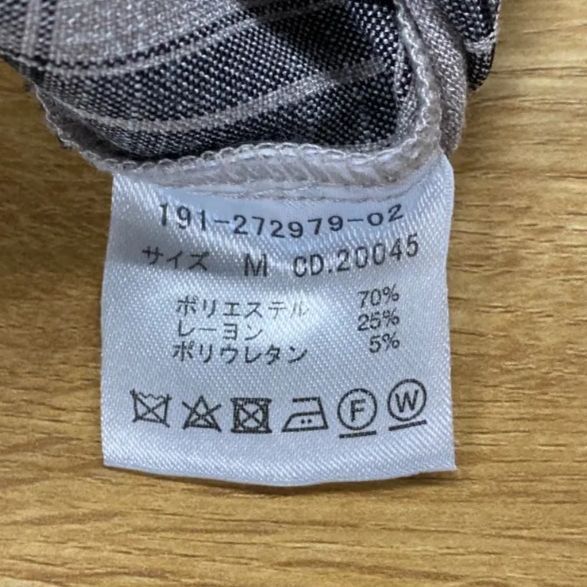 191-272979-02
サイズ M CD.20045
ポリエステル 70%
レーヨン 25%
ポリウレタン 5%
F W